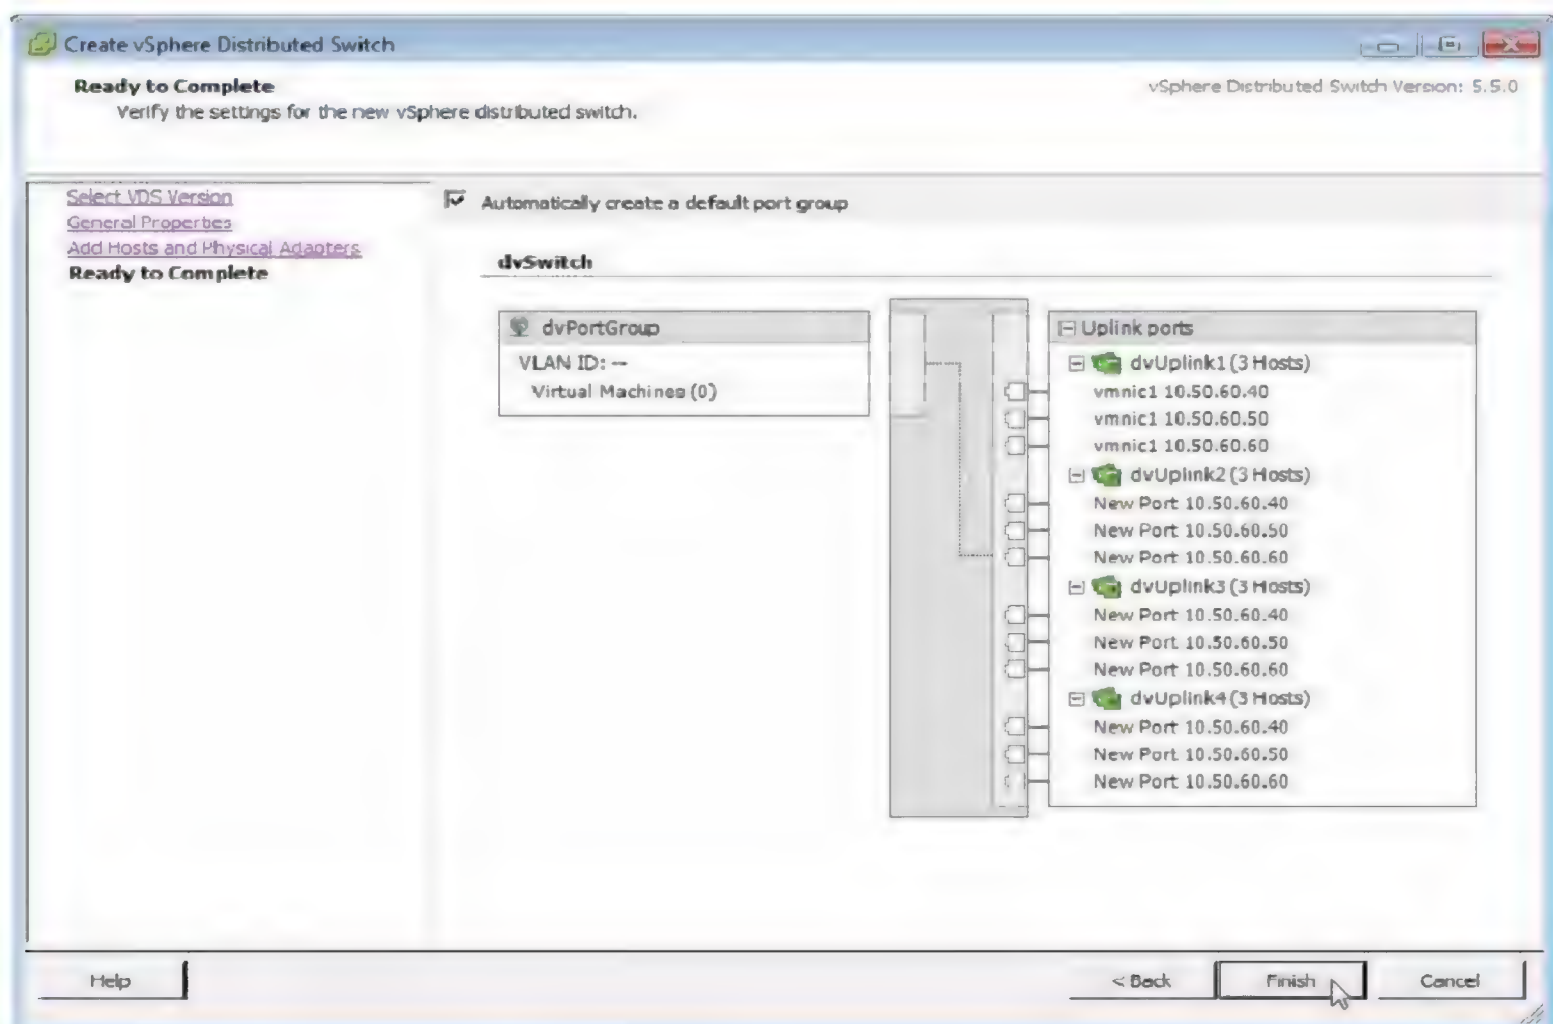 Create vSphere Distributed Switch
Ready to Complete
vSphere Distributed Switch Version: 5.5.0
Verify the settings for the new vSphere distributed switch.
Select VDS Version
General Properties
Add Hosts and Physical Adapters
Ready to Complete
Automatically create a default port group
dvSwitch
dvPortGroup
VLAN ID: --
Virtual Machines (0)
Uplink ports
dvUplink1 (3 Hosts)
vmnic1 10.50.60.40
vmnic1 10.50.60.50
vmnic1 10.50.60.60
dvUplink2 (3 Hosts)
New Port 10.50.60.40
New Port 10.50.60.50
New Port 10.50.60.60
dvUplink3 (3 Hosts)
New Port 10.50.60.40
New Port 10.50.60.50
New Port 10.50.60.60
dvUplink4 (3 Hosts)
New Port 10.50.60.40
New Port 10.50.60.50
New Port 10.50.60.60
Help
< Back
Finish
Cancel